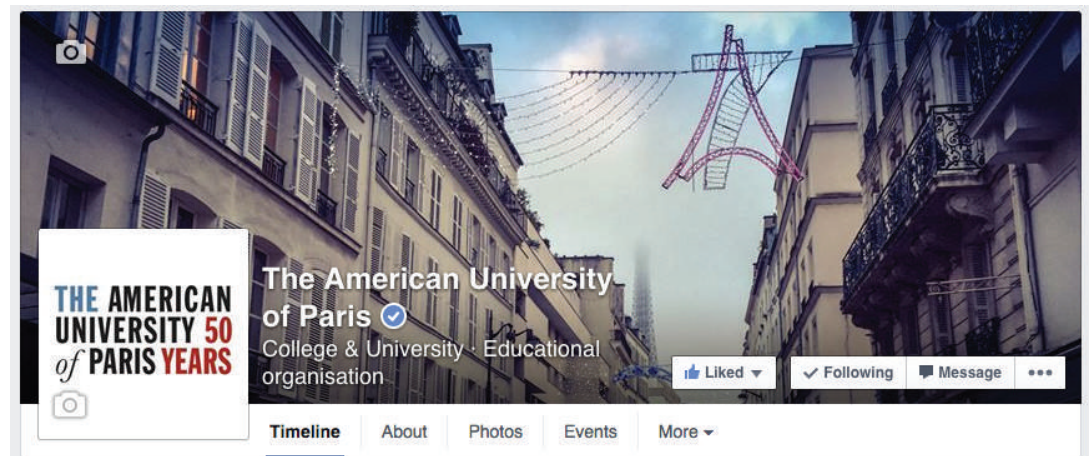 THE AMERICAN
UNIVERSITY 50
of PARIS YEARS
The American University
of Paris
College & University · Educational
organisation
Liked
Following
Message
Timeline
About
Photos
Events
More